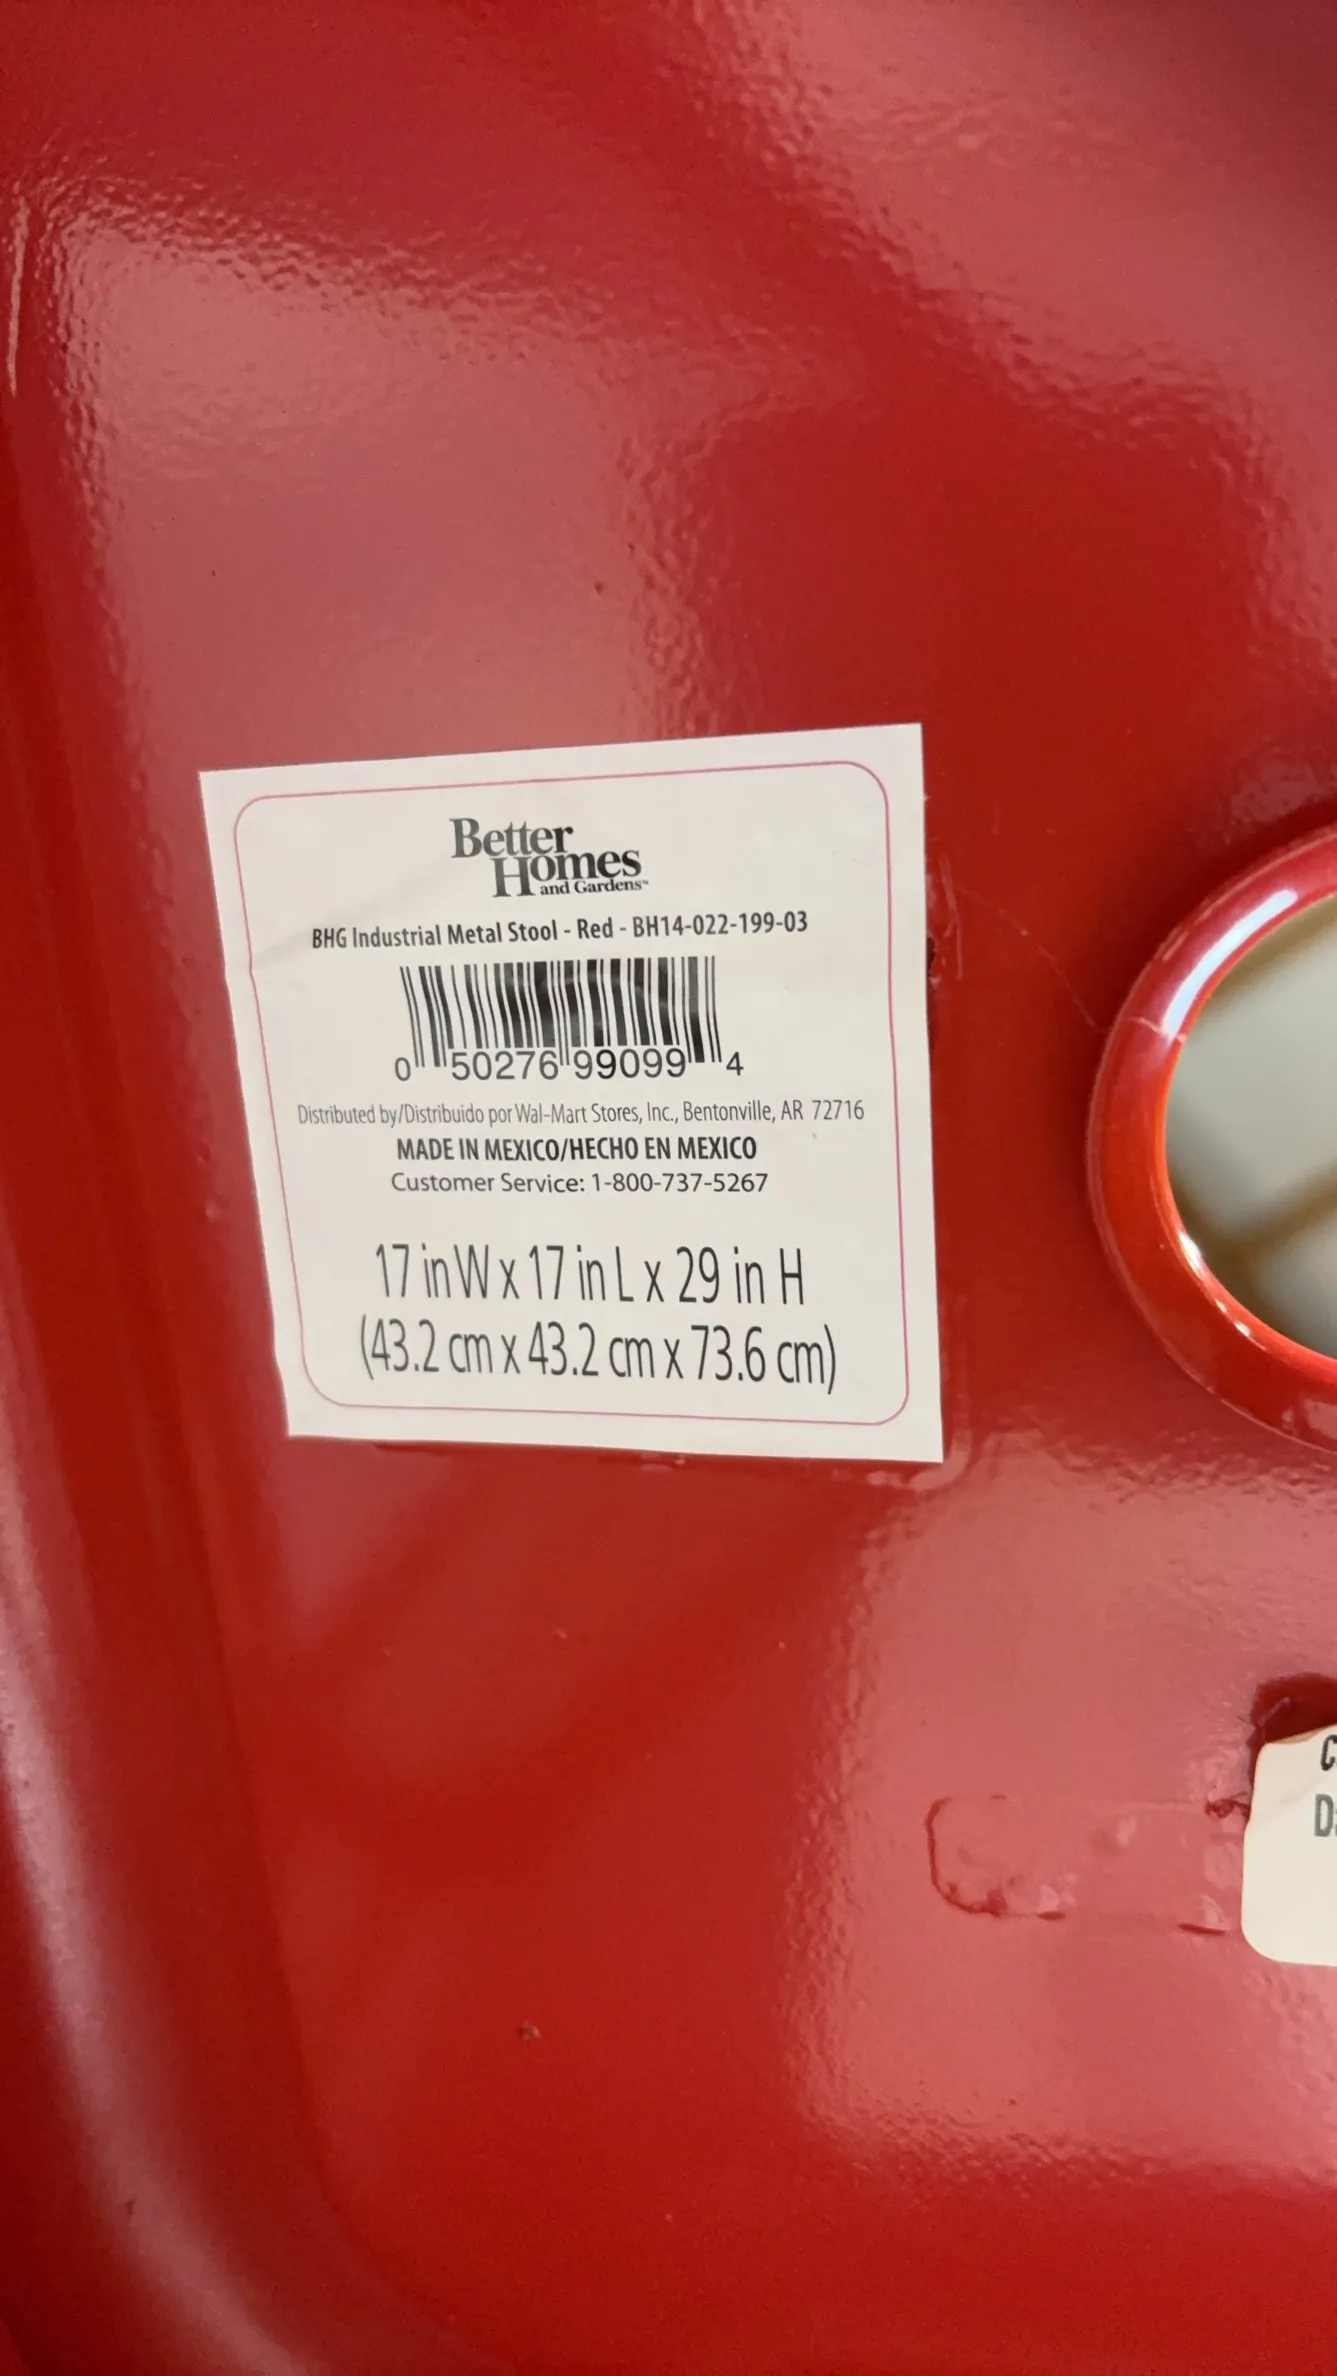 Better
Homes
and Gardens™
BHG Industrial Metal Stool - Red - BH14-022-199-03
0 50276 99099 4
Distributed by/Distribuido por Wal-Mart Stores, Inc., Bentonville, AR 72716
MADE IN MEXICO/HECHO EN MEXICO
Customer Service: 1-800-737-5267
17 in W x 17 in L x 29 in H
(43.2 cm x 43.2 cm x 73.6 cm)